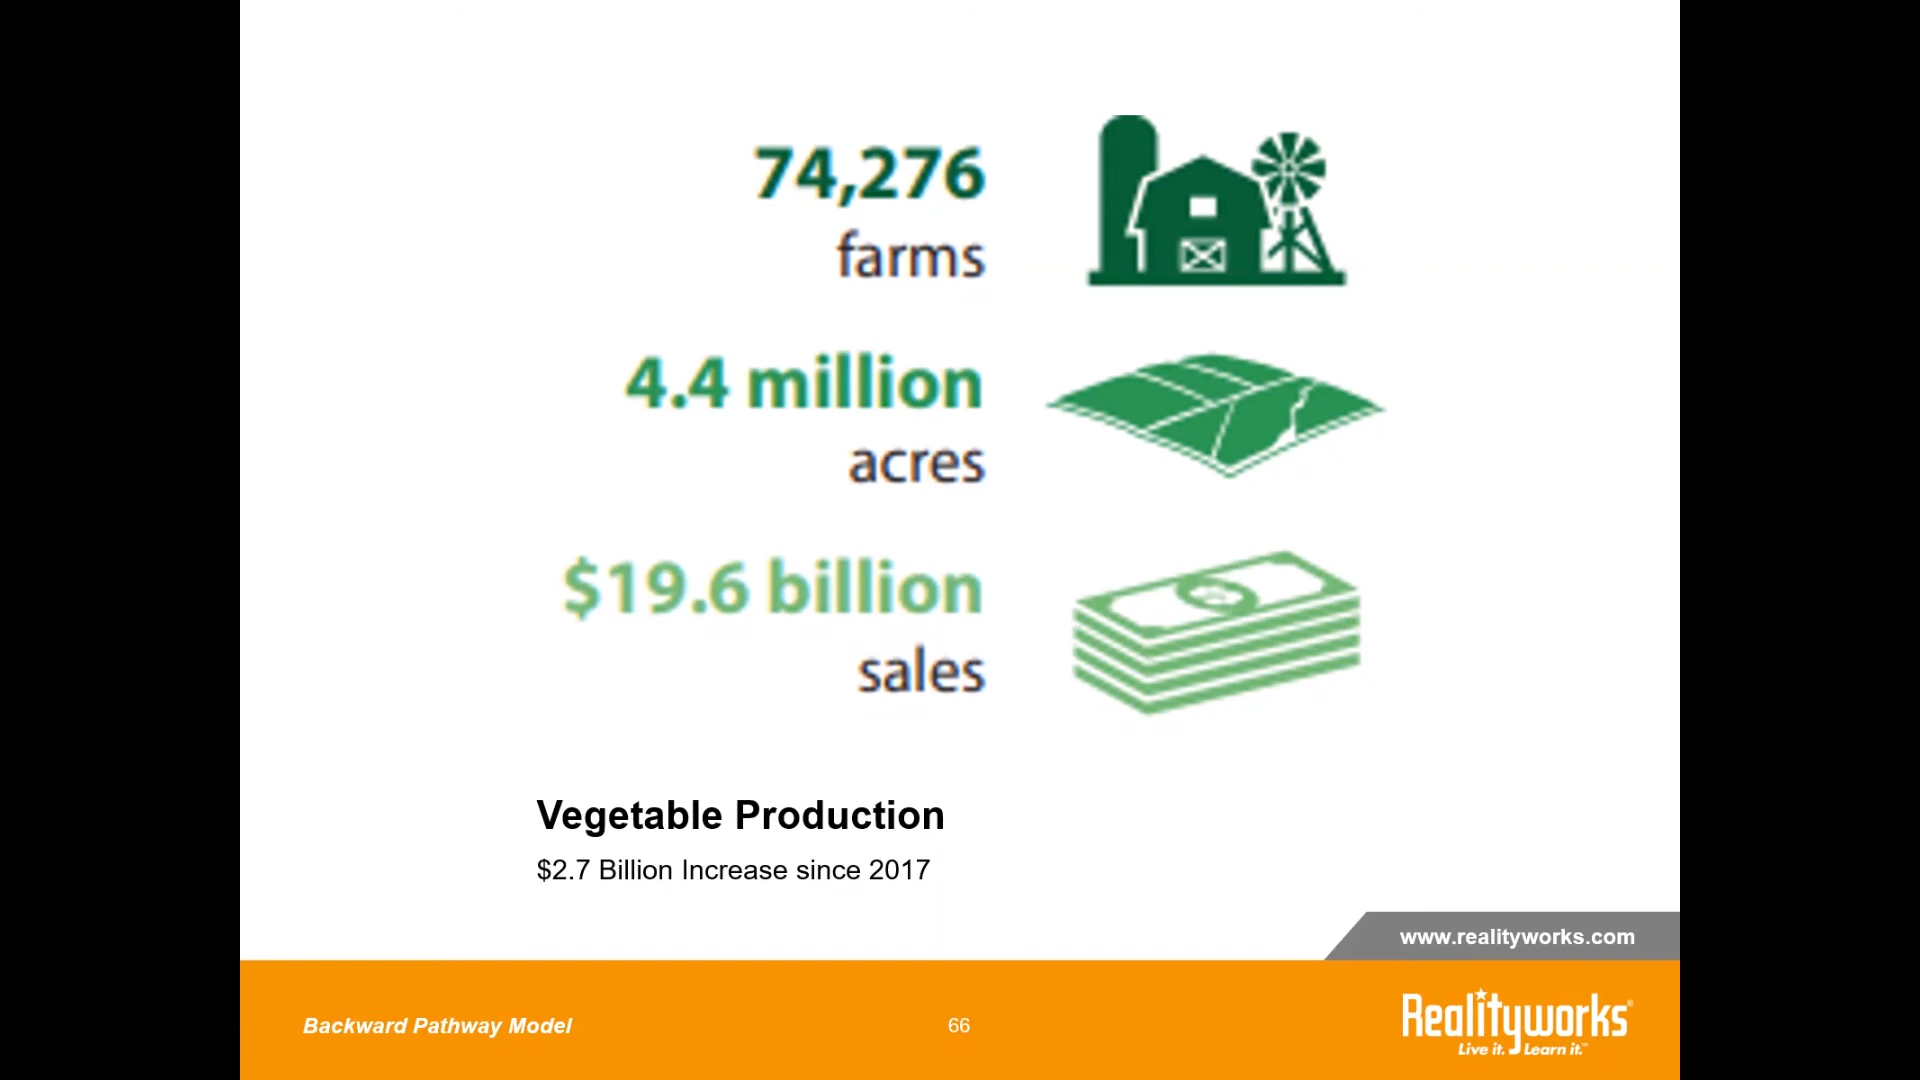 74,276
farms
4.4 million
acres
$19.6 billion
sales
Vegetable Production
$2.7 Billion Increase since 2017
www.realityworks.com
Backward Pathway Model
66
Realityworks®
Live it. Learn it.™